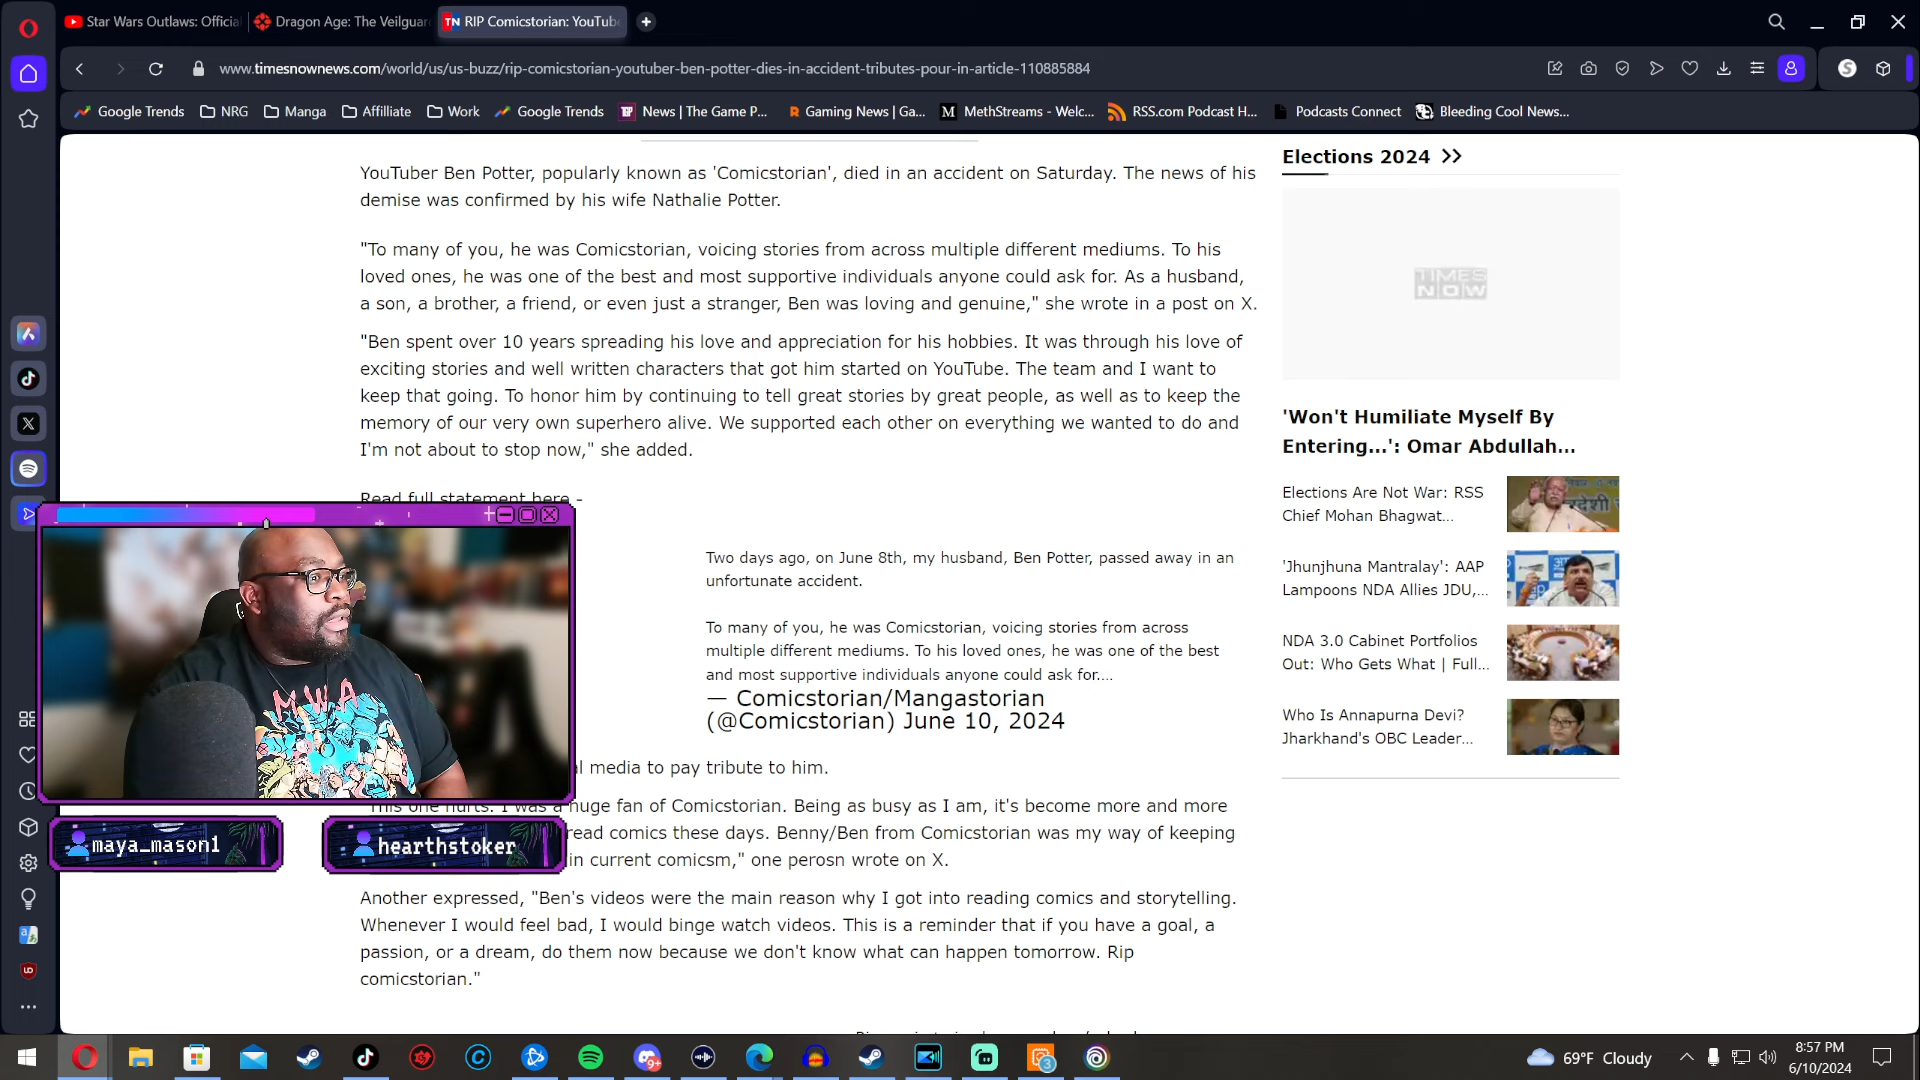 Star Wars Outlaws: Official
Dragon Age: The Veilguar
TN RIP Comicstorian: YouTub
www.timesnownews.com/world/us/us-buzz/rip-comicstorian-youtuber-ben-potter-dies-in-accident-tributes-pour-in-article-110885884
Google Trends NRG Manga Affilliate Work Google Trends News | The Game P... Gaming News | Ga... M MethStreams - Welc... RSS.com Podcast H... Podcasts Connect Bleeding Cool News...
YouTuber Ben Potter, popularly known as 'Comicstorian', died in an accident on Saturday. The news of his
demise was confirmed by his wife Nathalie Potter.
"To many of you, he was Comicstorian, voicing stories from across multiple different mediums. To his
loved ones, he was one of the best and most supportive individuals anyone could ask for. As a husband,
a son, a brother, a friend, or even just a stranger, Ben was loving and genuine," she wrote in a post on X.
"Ben spent over 10 years spreading his love and appreciation for his hobbies. It was through his love of
exciting stories and well written characters that got him started on YouTube. The team and I want to
keep that going. To honor him by continuing to tell great stories by great people, as well as to keep the
memory of our very own superhero alive. We supported each other on everything we wanted to do and
I'm not about to stop now," she added.
Read full statement here -
Two days ago, on June 8th, my husband, Ben Potter, passed away in an
unfortunate accident.
To many of you, he was Comicstorian, voicing stories from across
multiple different mediums. To his loved ones, he was one of the best
and most supportive individuals anyone could ask for....
— Comicstorian/Mangastorian
(@Comicstorian) June 10, 2024
l media to pay tribute to him.
"This one hurts. I was a huge fan of Comicstorian. Being as busy as I am, it's become more and more
read comics these days. Benny/Ben from Comicstorian was my way of keeping
in current comicsm," one perosn wrote on X.
Another expressed, "Ben's videos were the main reason why I got into reading comics and storytelling.
Whenever I would feel bad, I would binge watch videos. This is a reminder that if you have a goal, a
passion, or a dream, do them now because we don't know what can happen tomorrow. Rip
comicstorian."
Elections 2024
TIMES
NOW
'Won't Humiliate Myself By
Entering...': Omar Abdullah...
Elections Are Not War: RSS
Chief Mohan Bhagwat...
'Jhunjhuna Mantralay': AAP
Lampoons NDA Allies JDU,...
NDA 3.0 Cabinet Portfolios
Out: Who Gets What | Full...
Who Is Annapurna Devi?
Jharkhand's OBC Leader...
MWA
maya_mason1
hearthstoker
9+
3
69°F Cloudy
8:57 PM
6/10/2024